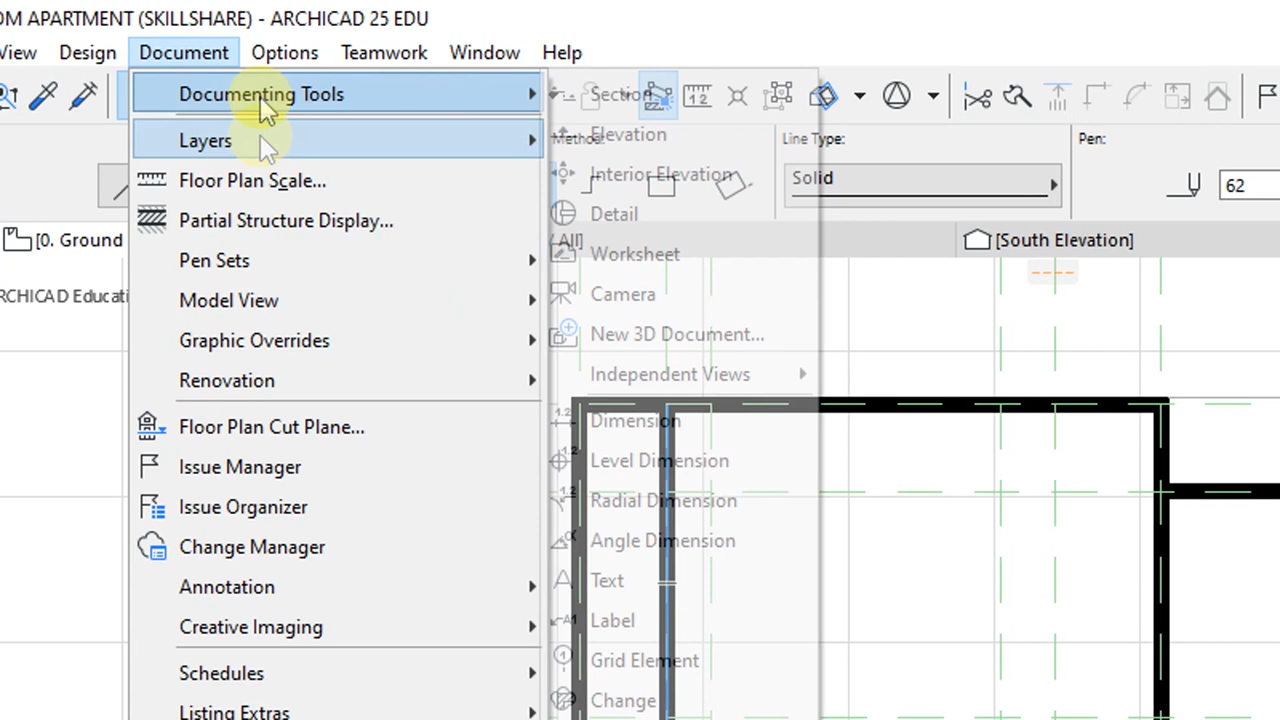 OM APARTMENT (SKILLSHARE) - ARCHICAD 25 EDU
View Design Document Options Teamwork Window Help
Documenting Tools
Layers
Floor Plan Scale...
Partial Structure Display...
Pen Sets
Model View
Graphic Overrides
Renovation
Floor Plan Cut Plane...
Issue Manager
Issue Organizer
Change Manager
Annotation
Creative Imaging
Schedules
Listing Extras
Section
Elevation
Interior Elevation
Detail
Worksheet
Camera
New 3D Document...
Independent Views
Dimension
Level Dimension
Radial Dimension
Angle Dimension
Text
Label
Grid Element
Change
1.2
Method:
Line Type:
Solid
Pen:
62
[0. Ground
All]
[South Elevation]
RCHICAD Educati